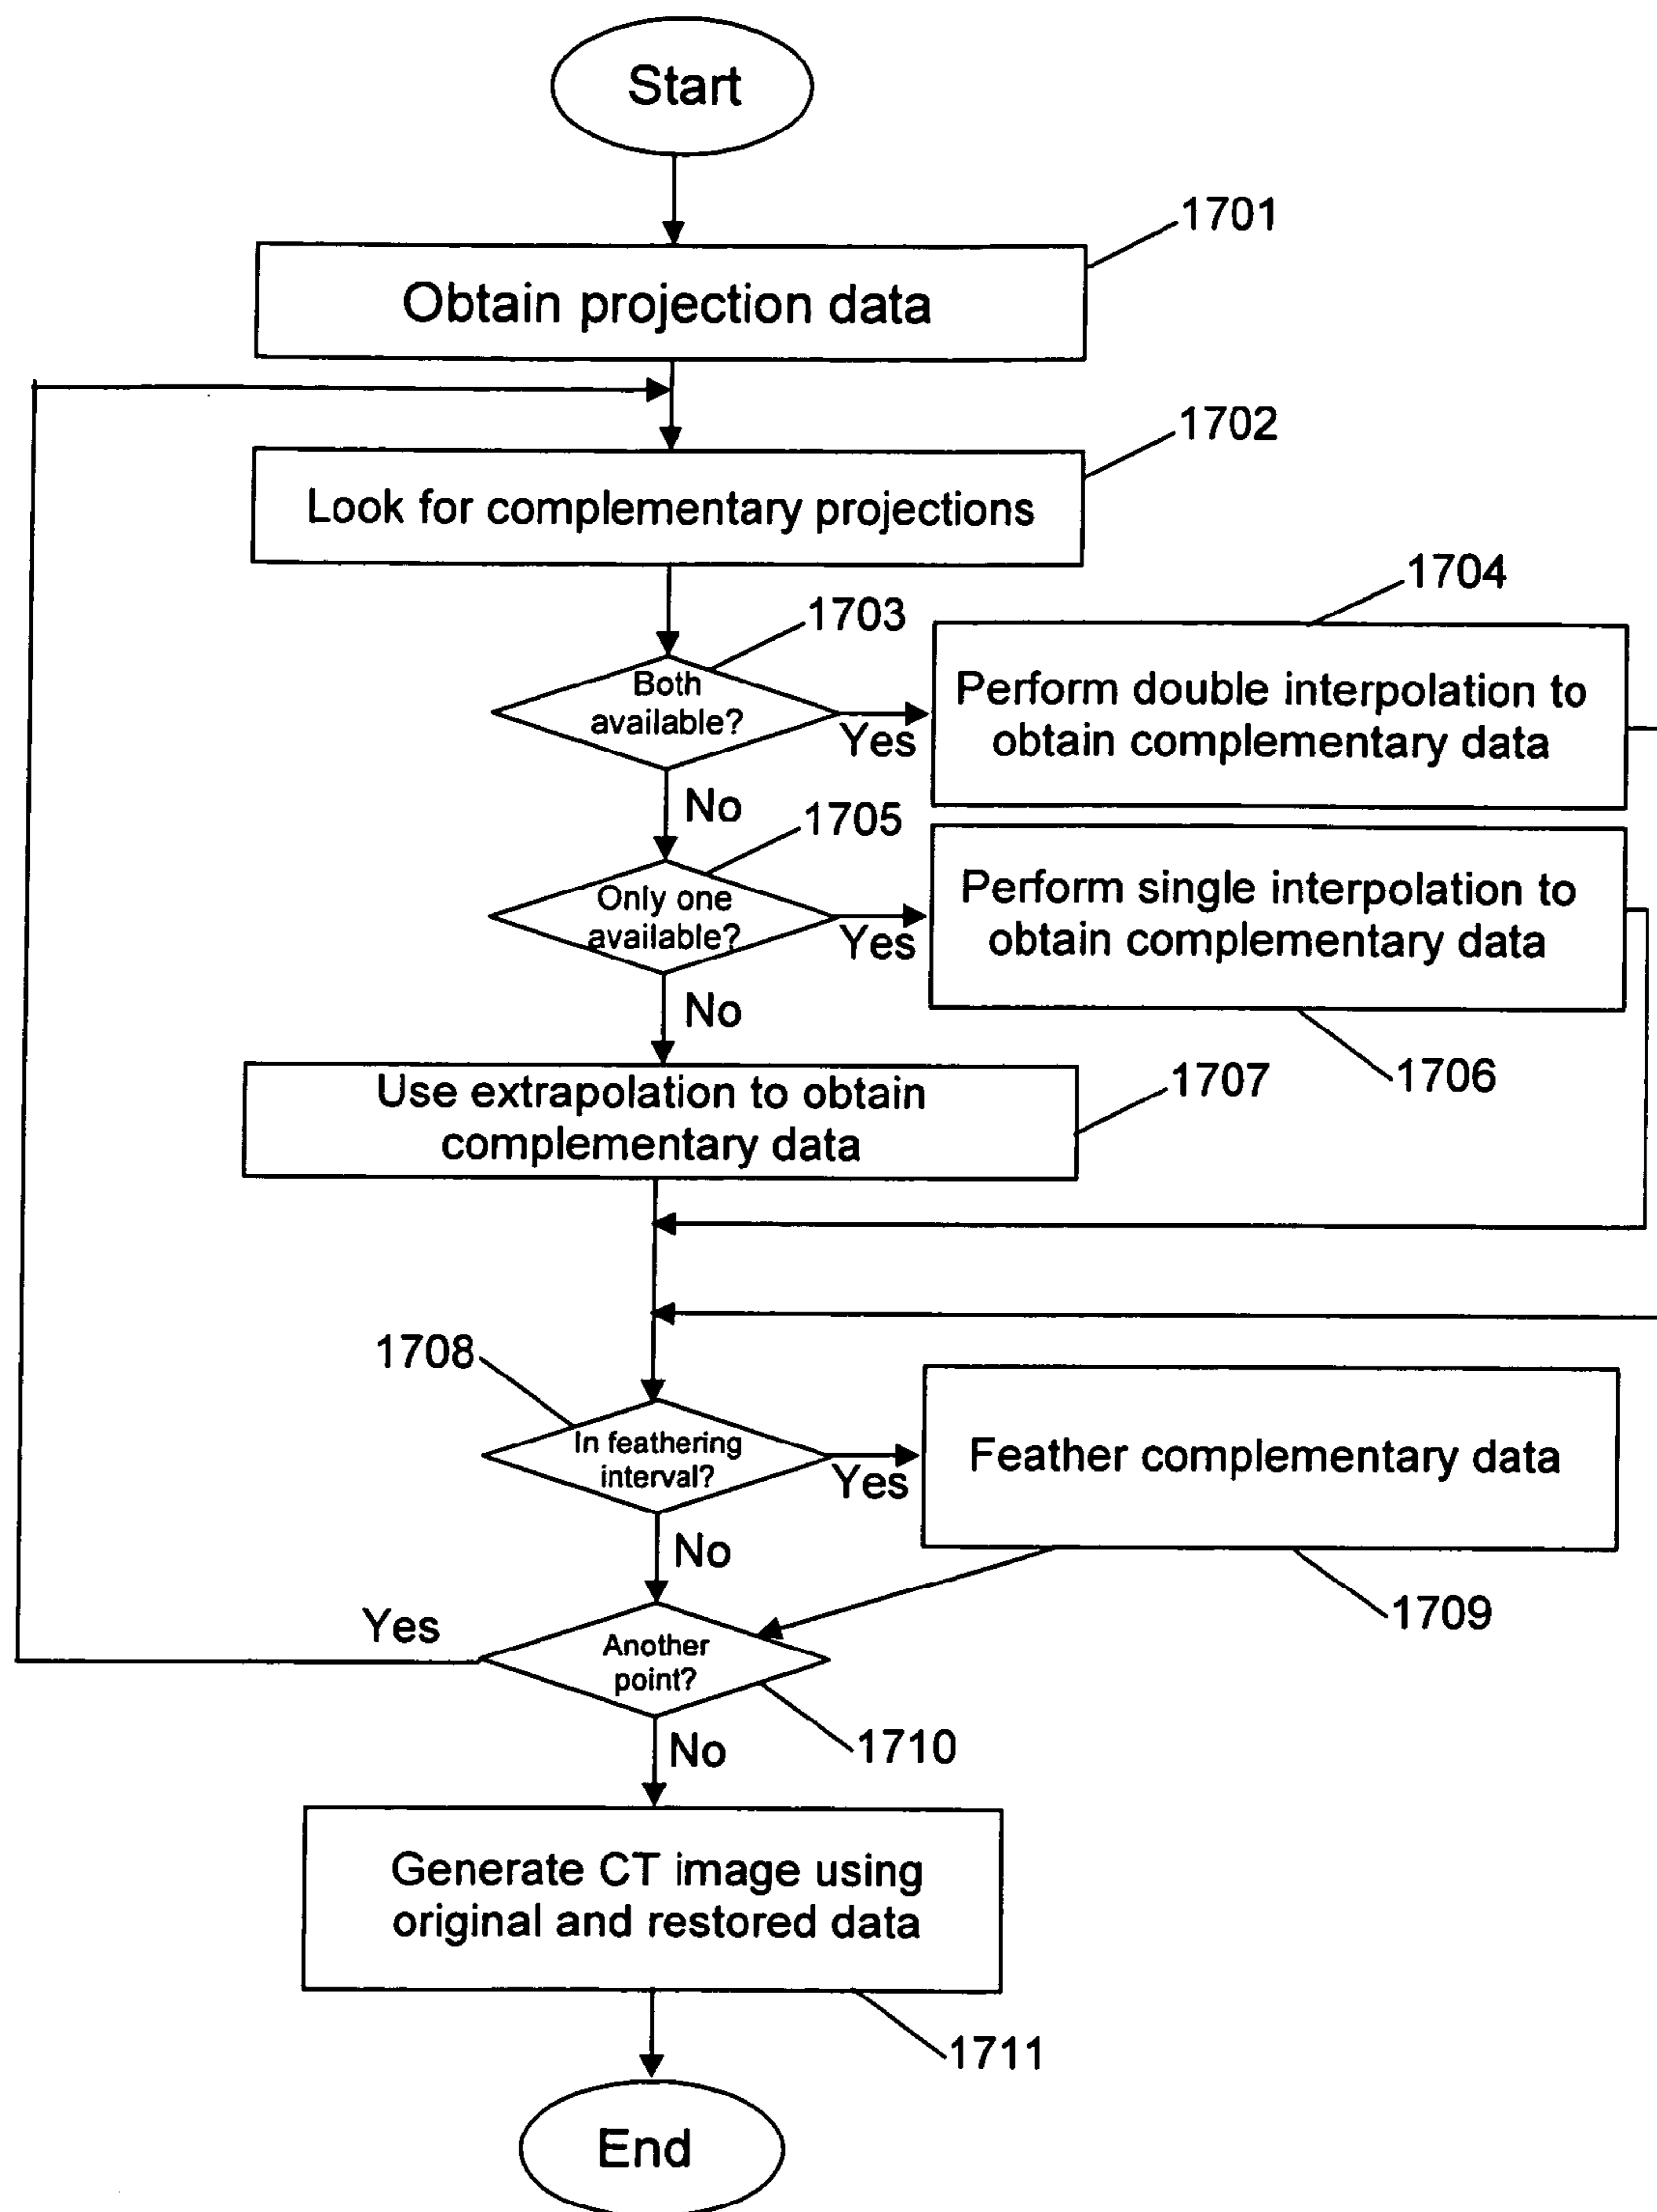 Start
1701
Obtain projection data
1702
Look for complementary projections
1703
Both
available?
Yes
1704
Perform double interpolation to
obtain complementary data
No
1705
Only one
available?
Yes
Perform single interpolation to
obtain complementary data
1706
No
Use extrapolation to obtain
complementary data
1707
1708
In feathering
interval?
Yes
Feather complementary data
1709
No
Yes
Another
point?
1710
No
Generate CT image using
original and restored data
1711
End